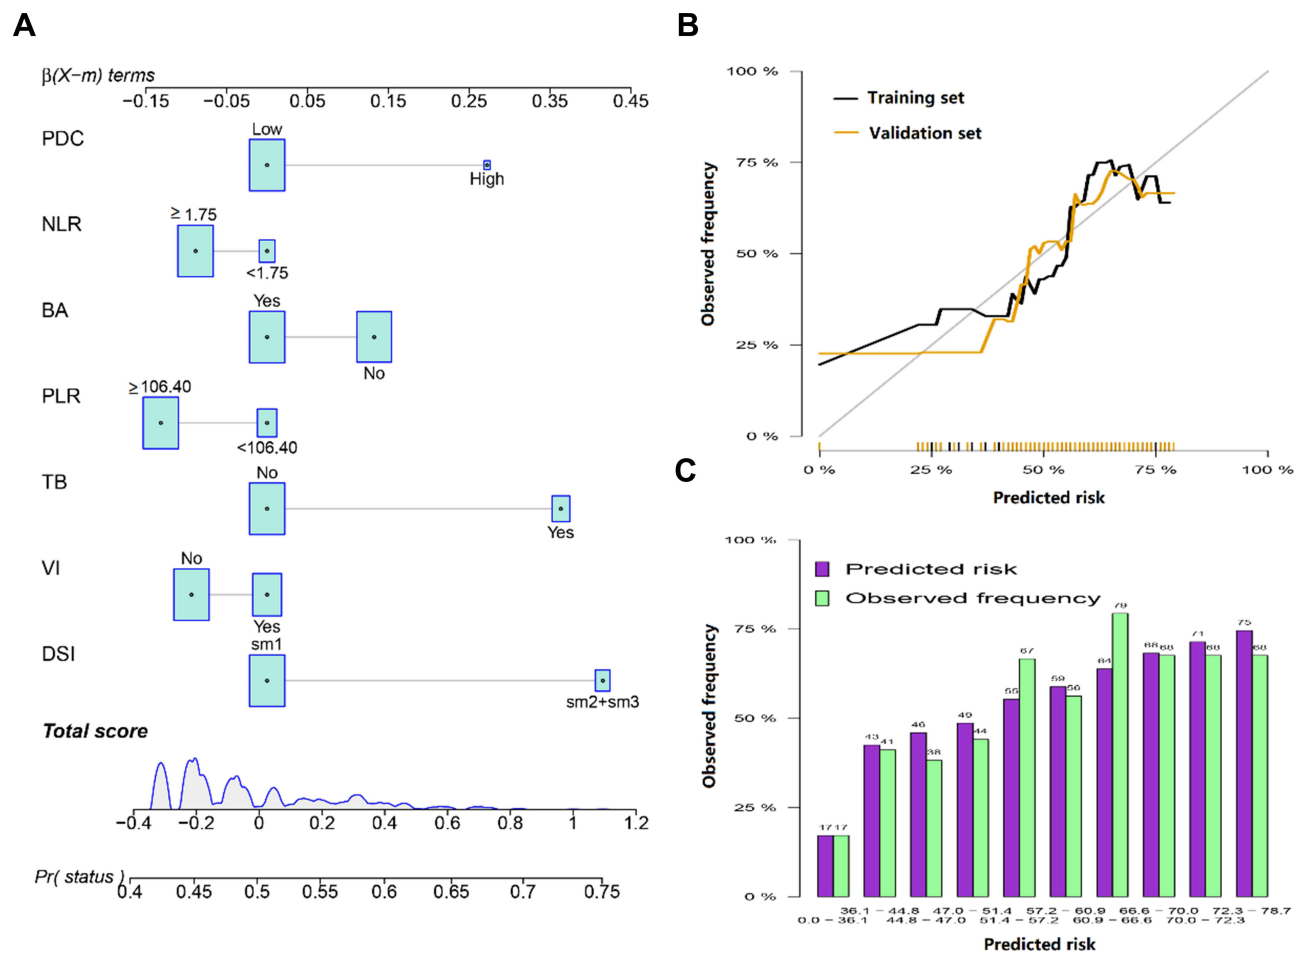 A
β(X−m) terms
−0.15 −0.05 0.05 0.15 0.25 0.35 0.45
PDC
Low
High
NLR
≥ 1.75
<1.75
BA
Yes
No
PLR
≥ 106.40
<106.40
TB
No
Yes
VI
No
Yes
DSI
sm1
sm2+sm3
Total score
−0.4 −0.2 0 0.2 0.4 0.6 0.8 1 1.2
Pr( status )
0.4 0.45 0.5 0.55 0.6 0.65 0.7 0.75
B
100 %
75 %
50 %
25 %
0 %
Observed frequency
Training set
Validation set
0 % 25 % 50 % 75 % 100 %
Predicted risk
C
100 %
75 %
50 %
25 %
0 %
Observed frequency
Predicted risk
Observed frequency
17 17 43 41 46 38 49 44 55 67 59 56 64 79 68 68 71 68 75 68
36.1 − 44.8 47.0 − 51.4 57.2 − 60.9 66.6 − 70.0 72.3 − 78.7
0.0 − 36.1 44.8 − 47.0 51.4 − 57.2 60.9 − 66.6 70.0 − 72.3
Predicted risk